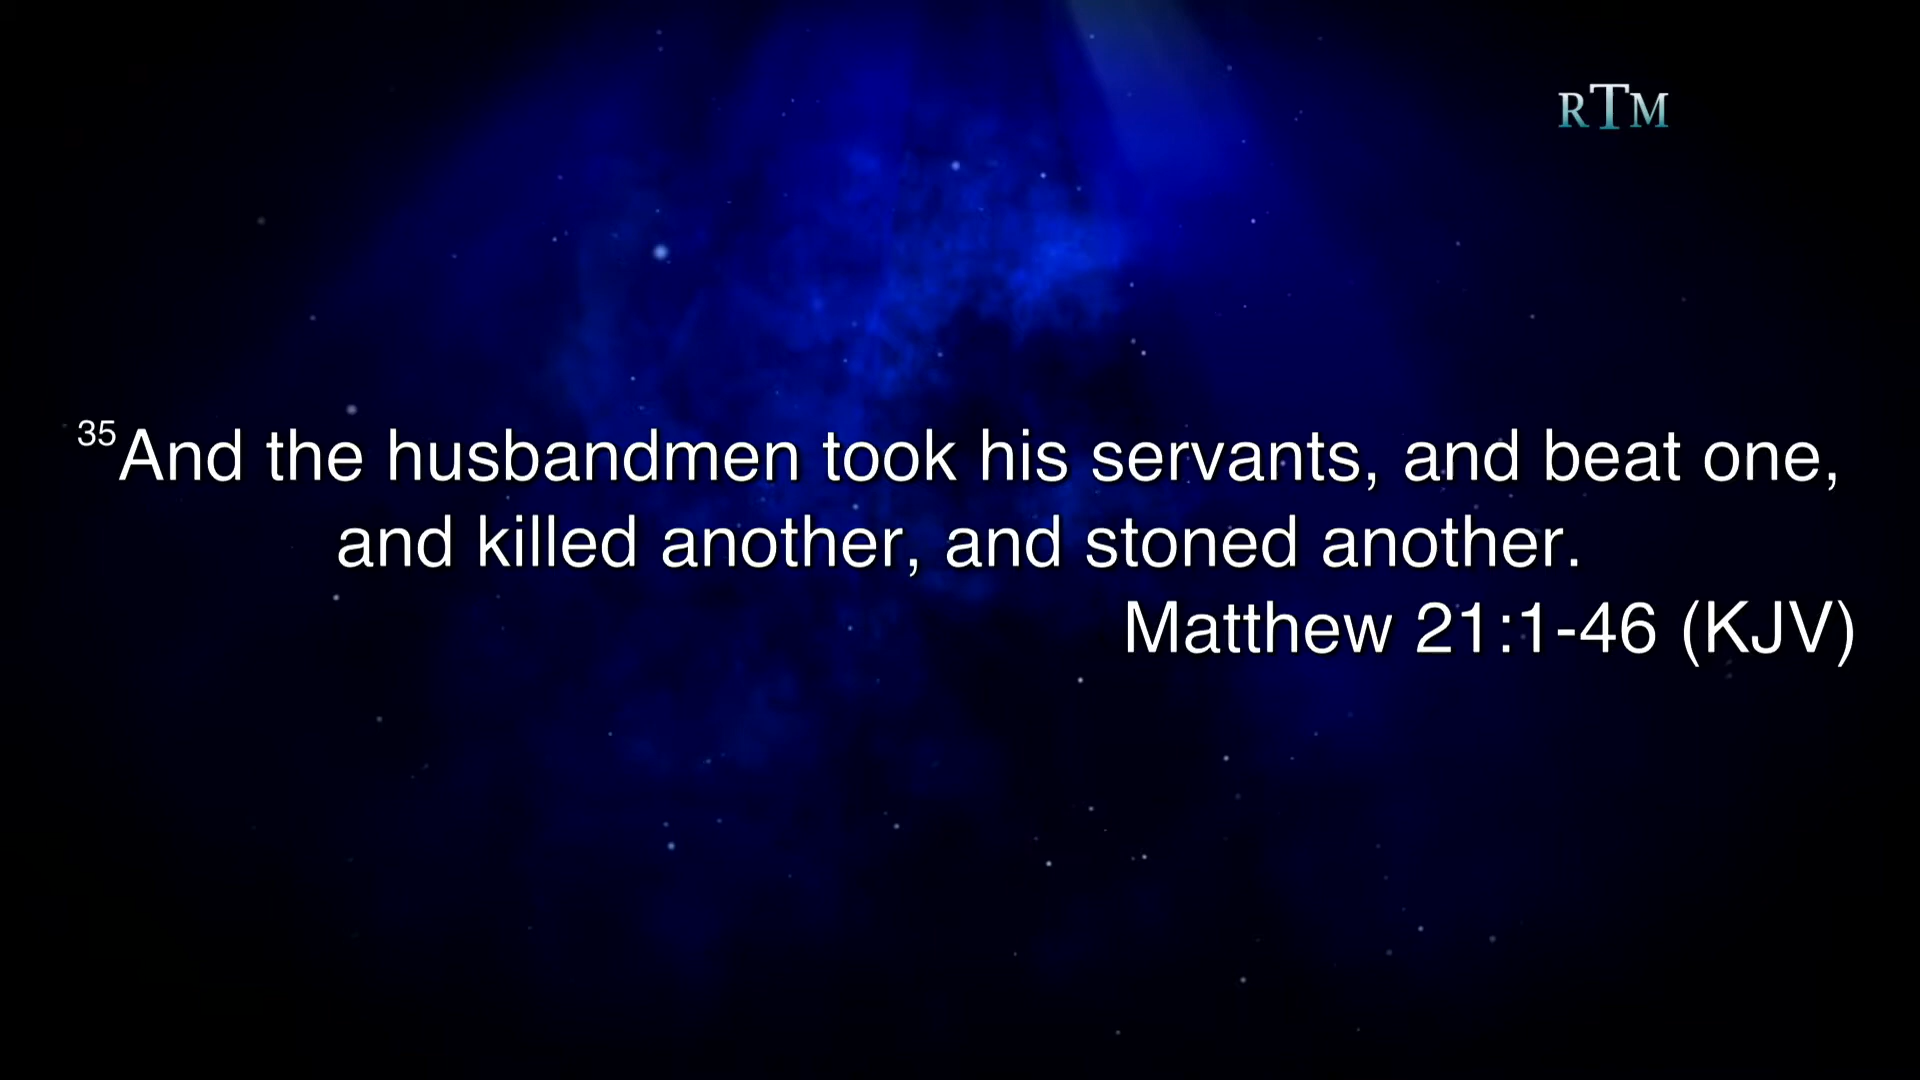 RTM
35And the husbandmen took his servants, and beat one,
and killed another, and stoned another.
Matthew 21:1-46 (KJV)